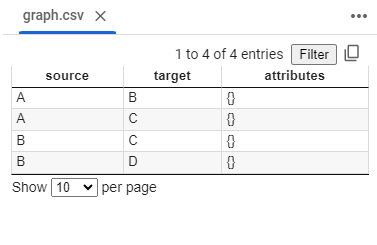 graph.csv
1 to 4 of 4 entries Filter
source target attributes
A B {}
A C {}
B C {}
B D {}
Show 10 per page